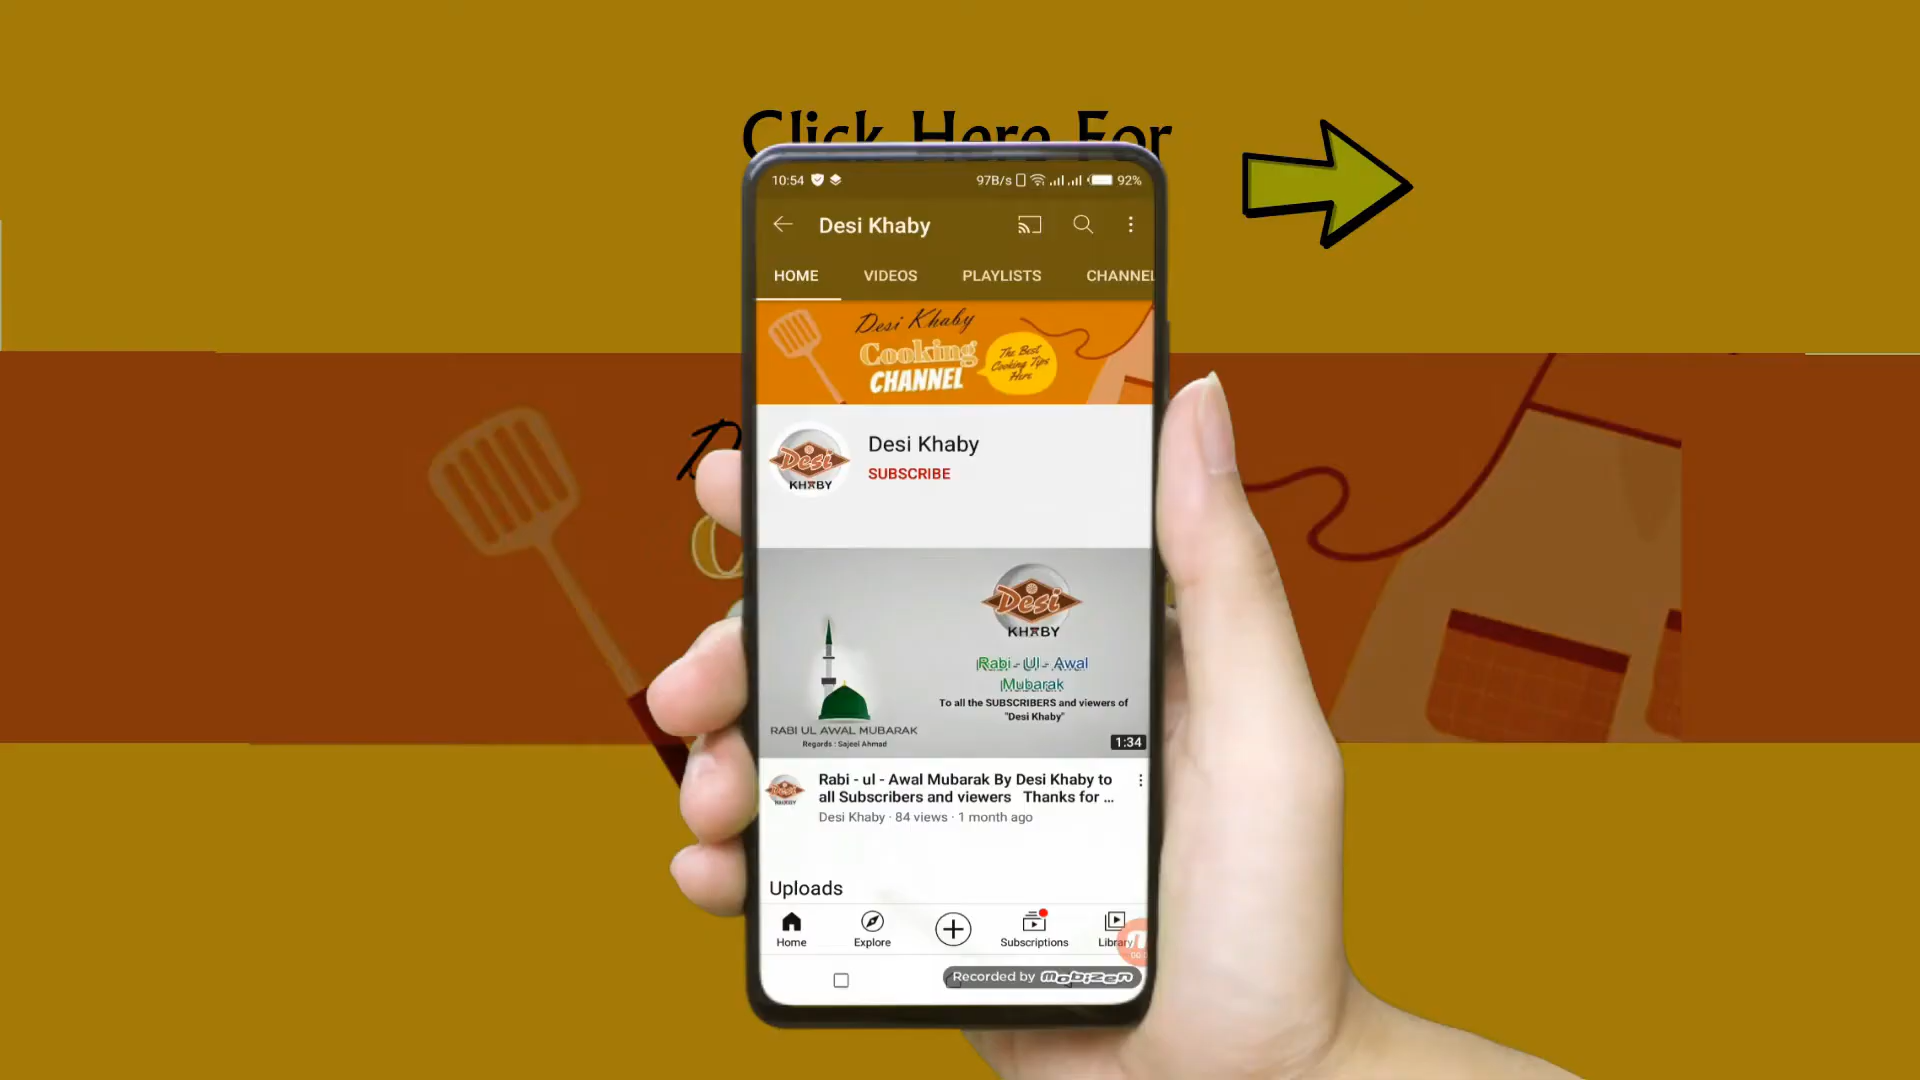 Click Here For
10:54 97B/s 92%
Desi Khaby
HOME VIDEOS PLAYLISTS CHANNEL
Desi Khaby
Cooking
CHANNEL
The Best
Cooking Tips
Here
Desi
KHABY
Desi Khaby
SUBSCRIBE
Desi
KHABY
Rabi - Ul - Awal
Mubarak
To all the SUBSCRIBERS and viewers of
"Desi Khaby"
RABI UL AWAL MUBARAK
Regards : Sajeel Ahmad
1:34
Rabi - ul - Awal Mubarak By Desi Khaby to
all Subscribers and viewers Thanks for ...
Desi Khaby · 84 views · 1 month ago
Uploads
Home Explore Subscriptions Library
Recorded by mobizen